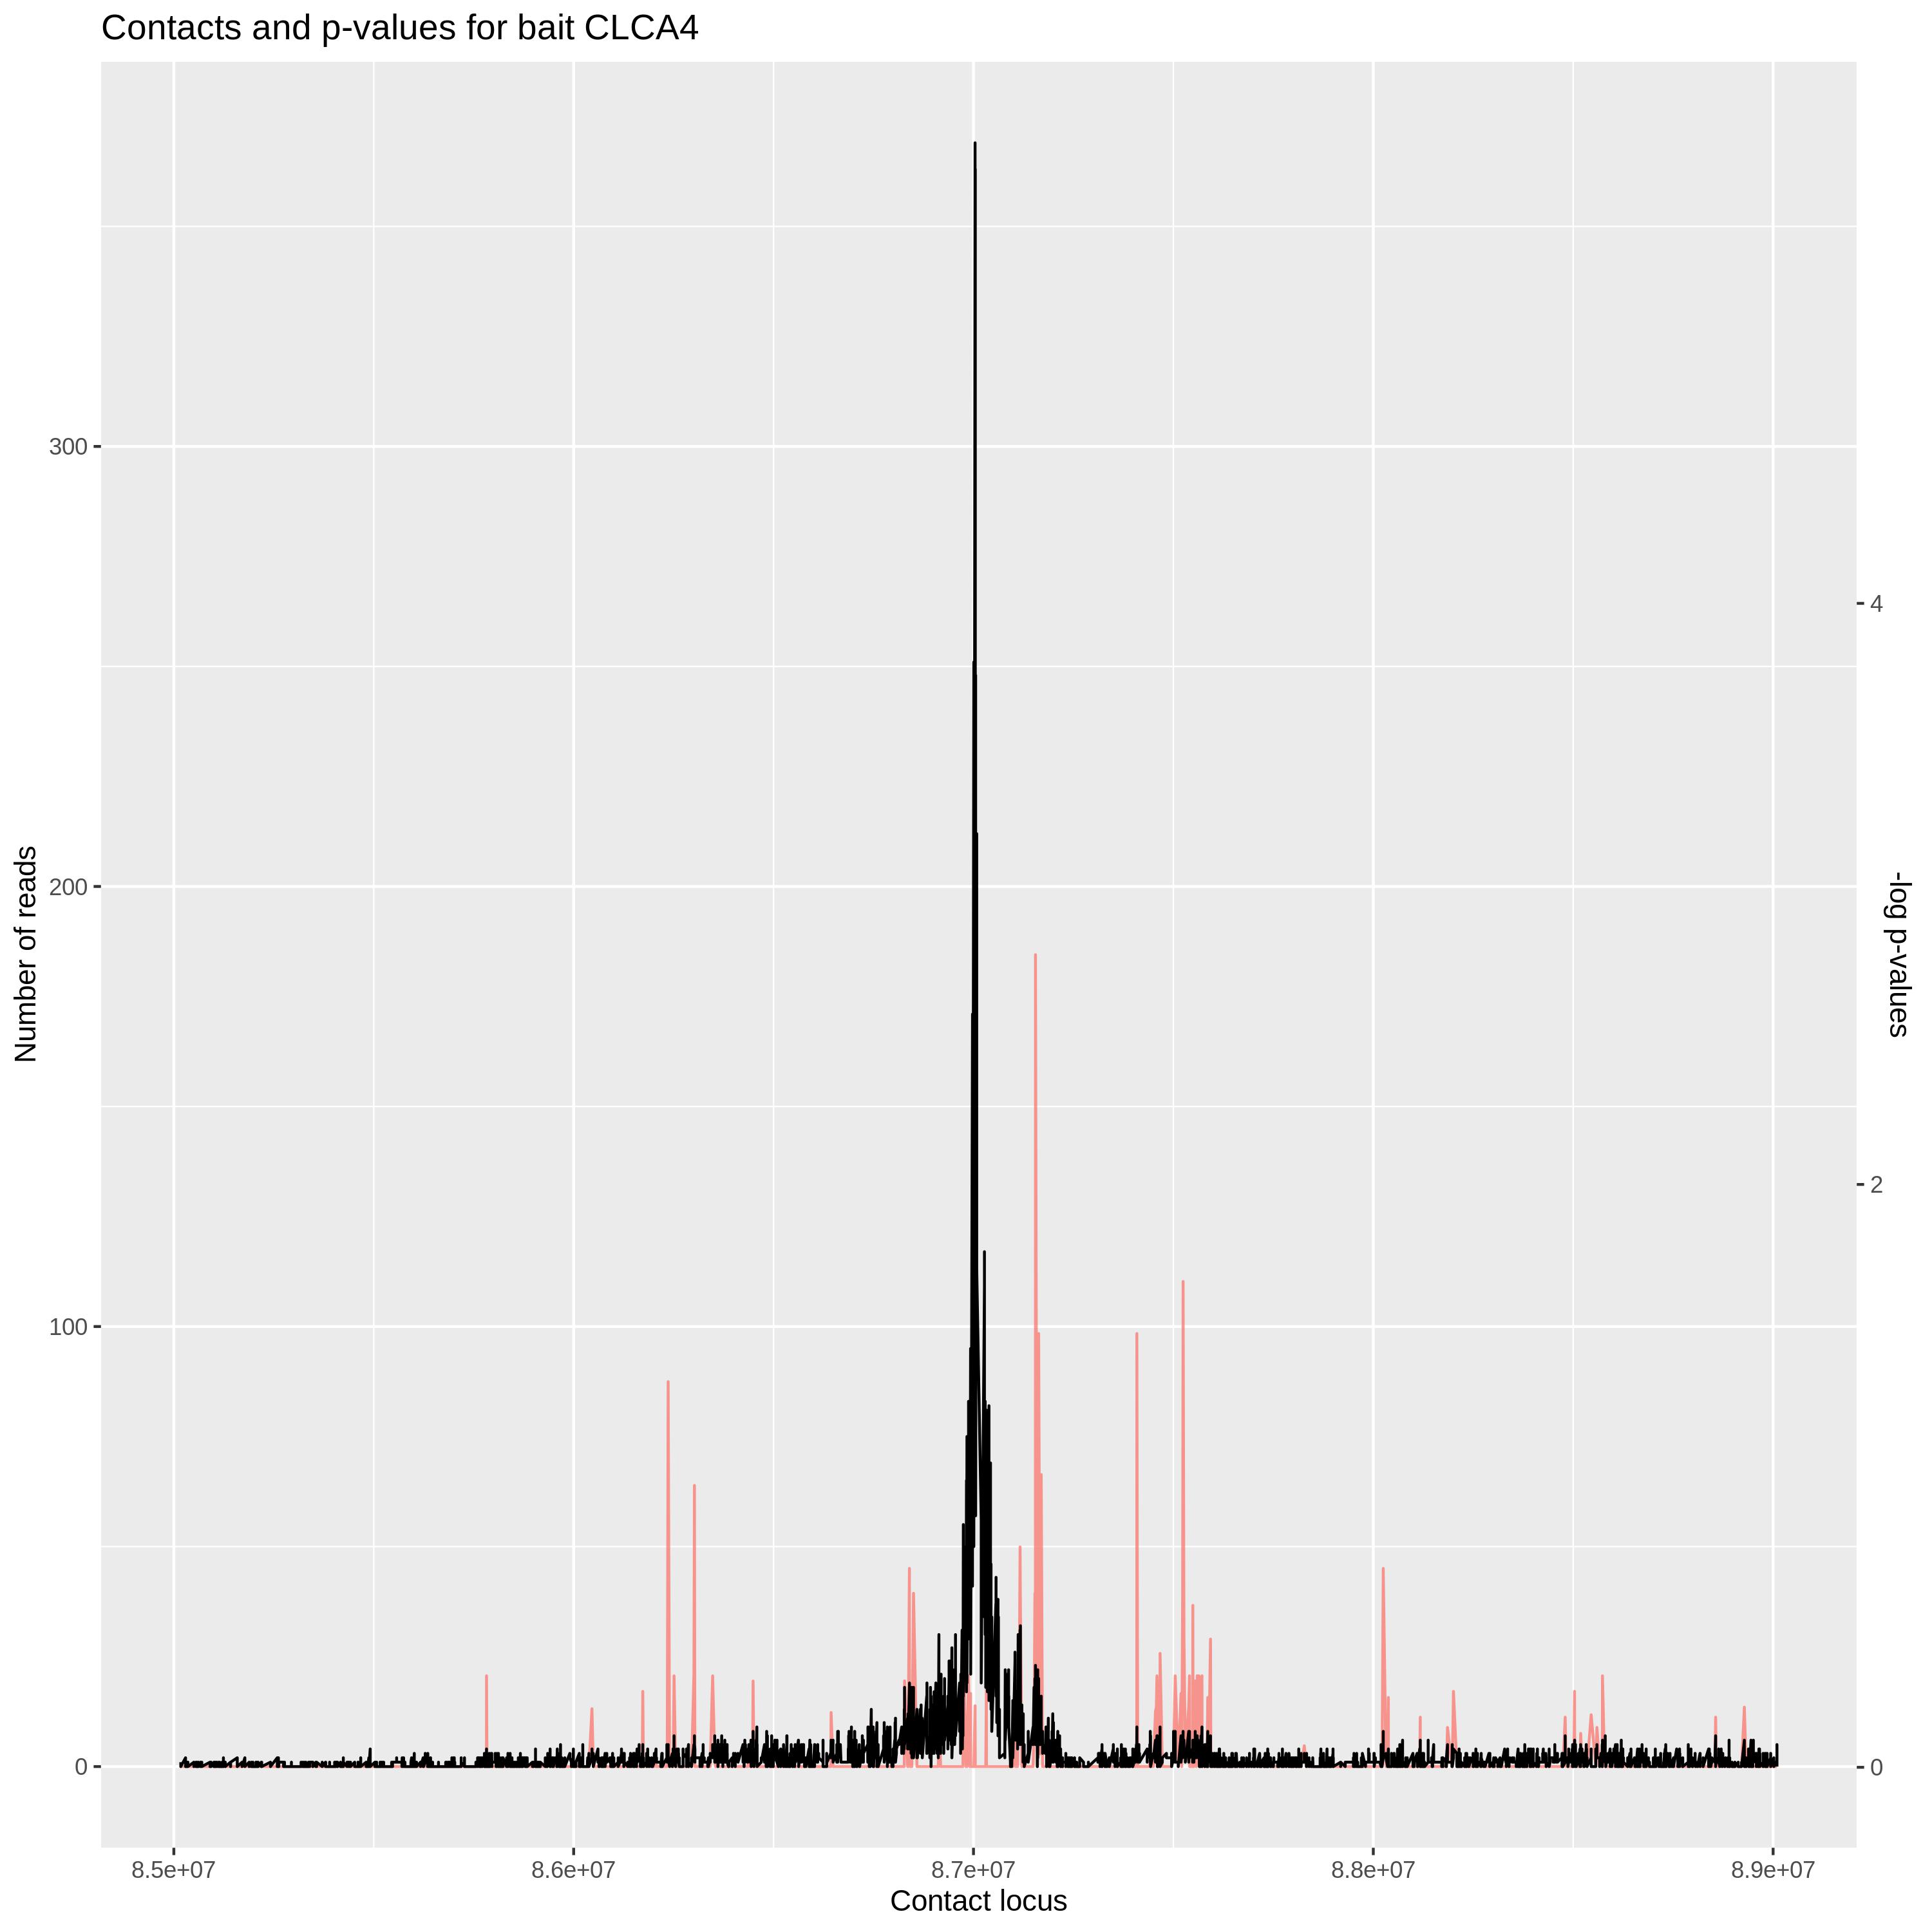 Contacts and p-values for bait CLCA4
Number of reads
300
200
100
0
4
2
0
-log p-values
8.5e+07 8.6e+07 8.7e+07 8.8e+07 8.9e+07
Contact locus